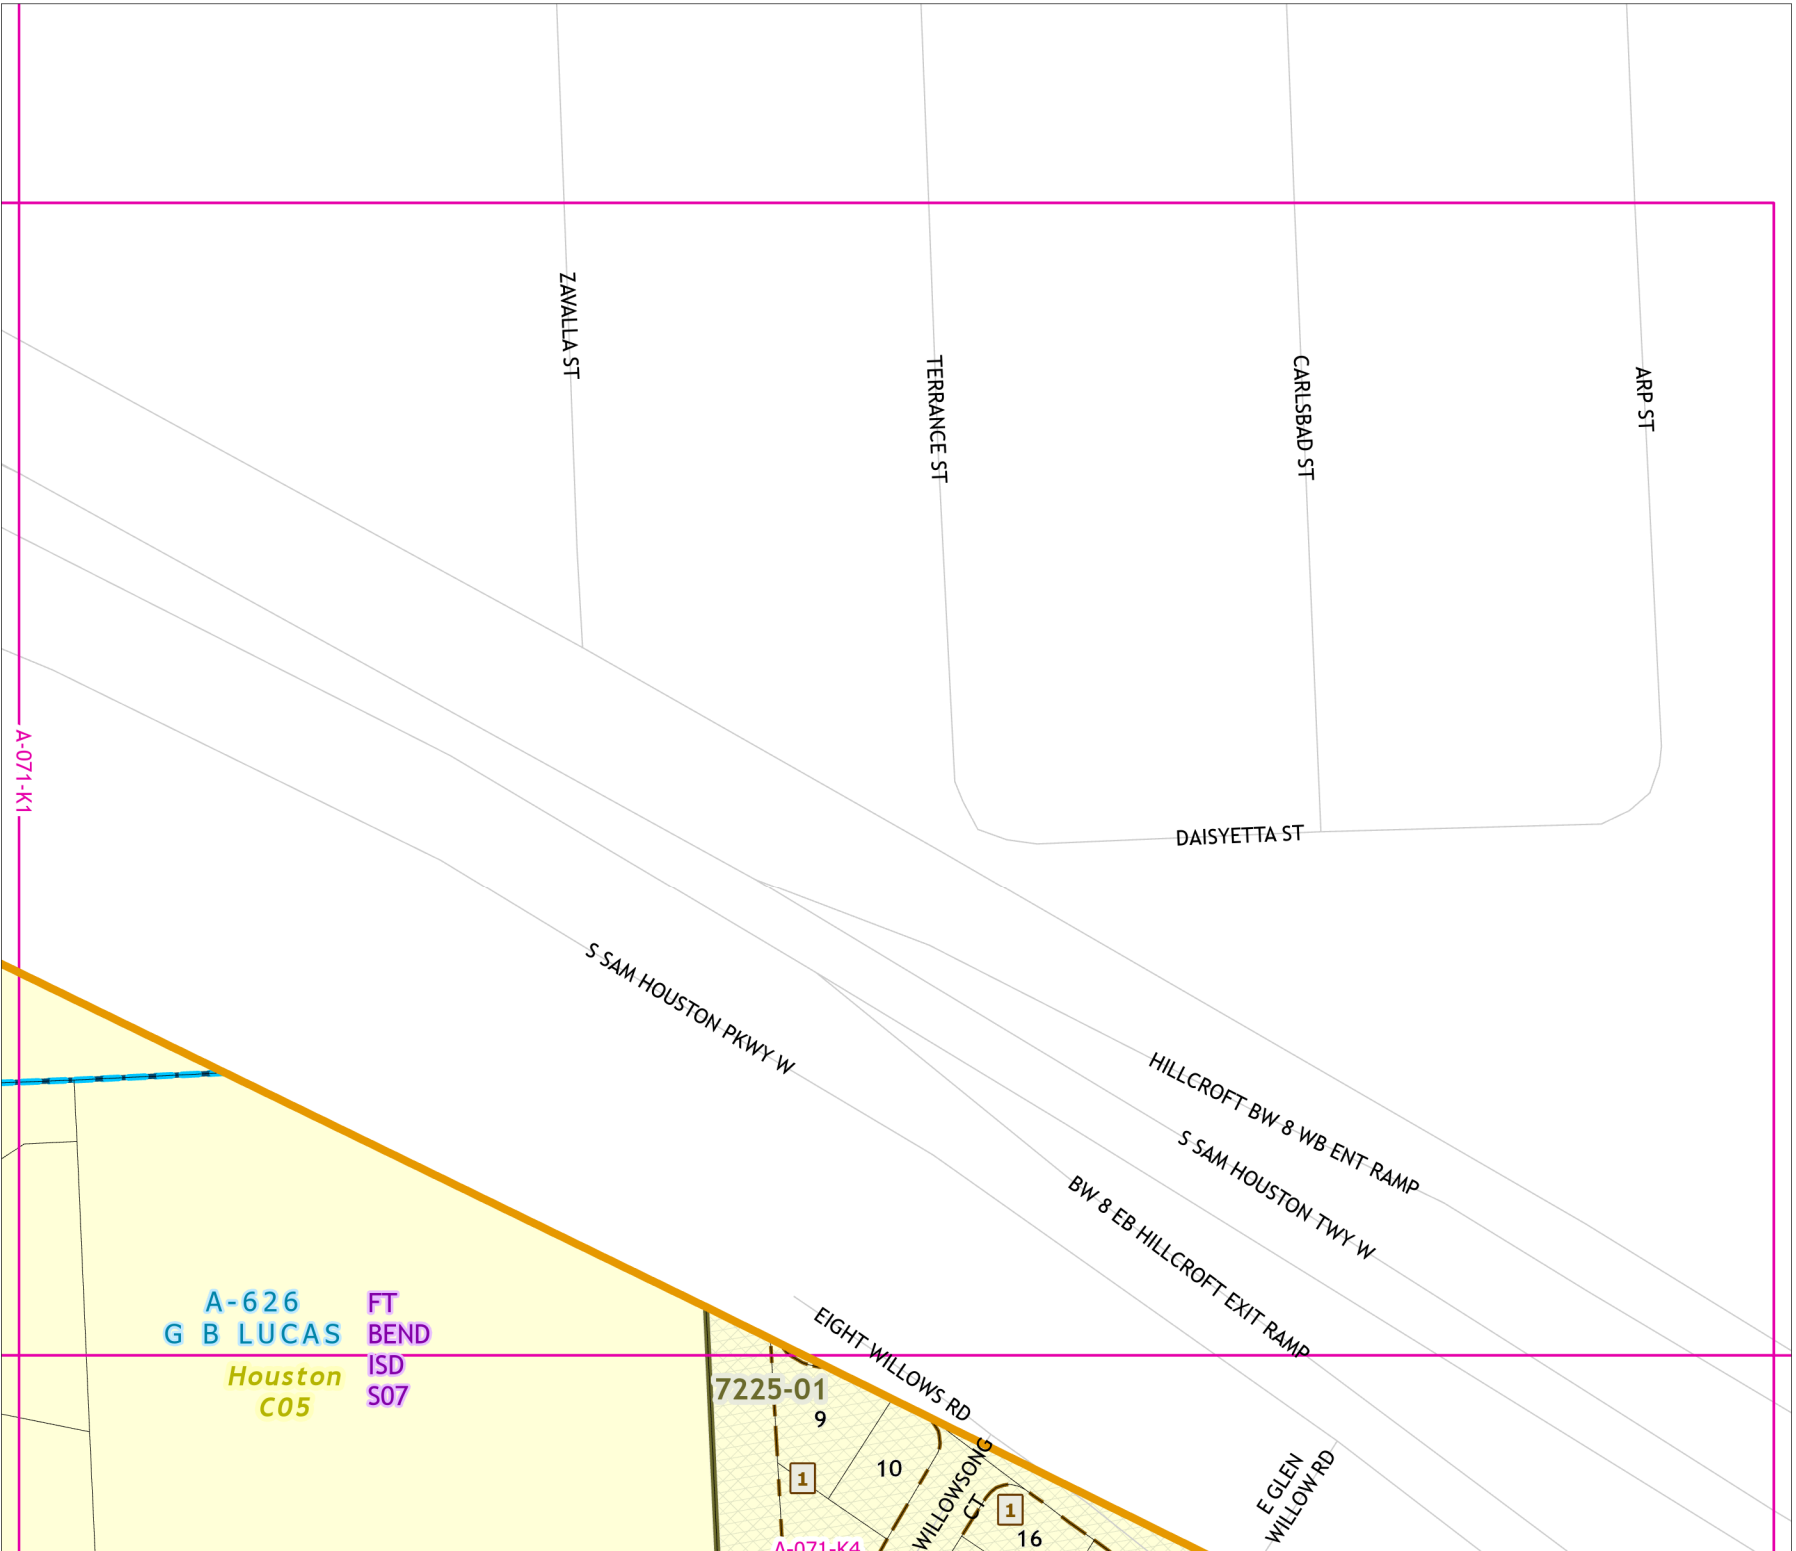 ZAVALLA ST
TERRANCE ST
CARLSBAD ST
ARP ST
A-071-K1
DAISYETTA ST
S SAM HOUSTON PKWY W
HILLCROFT BW 8 WB ENT RAMP
S SAM HOUSTON TWY W
BW 8 EB HILLCROFT EXIT RAMP
A-626
G B LUCAS
FT
BEND
ISD
S07
Houston
C05
EIGHT WILLOWS RD
7225-01
9
10
1
WILLOWSONG
CT
1
16
E GLEN
WILLOW RD
A-071-K4